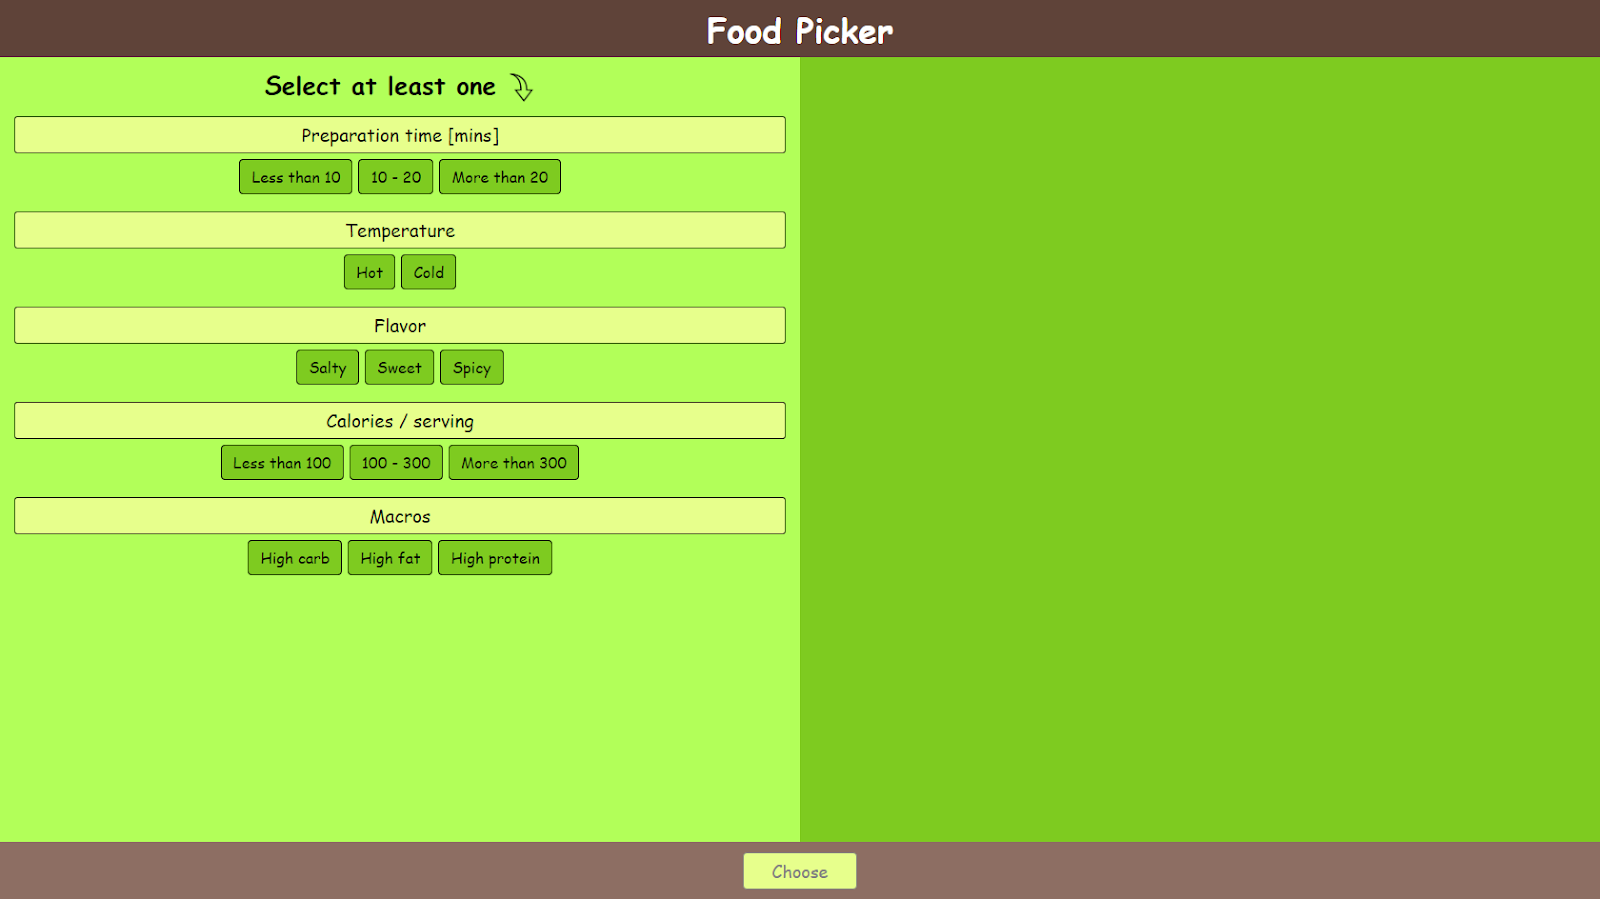 Food Picker
Select at least one
Preparation time [mins]
Less than 10 10 - 20 More than 20
Temperature
Hot Cold
Flavor
Salty Sweet Spicy
Calories / serving
Less than 100 100 - 300 More than 300
Macros
High carb High fat High protein
Choose